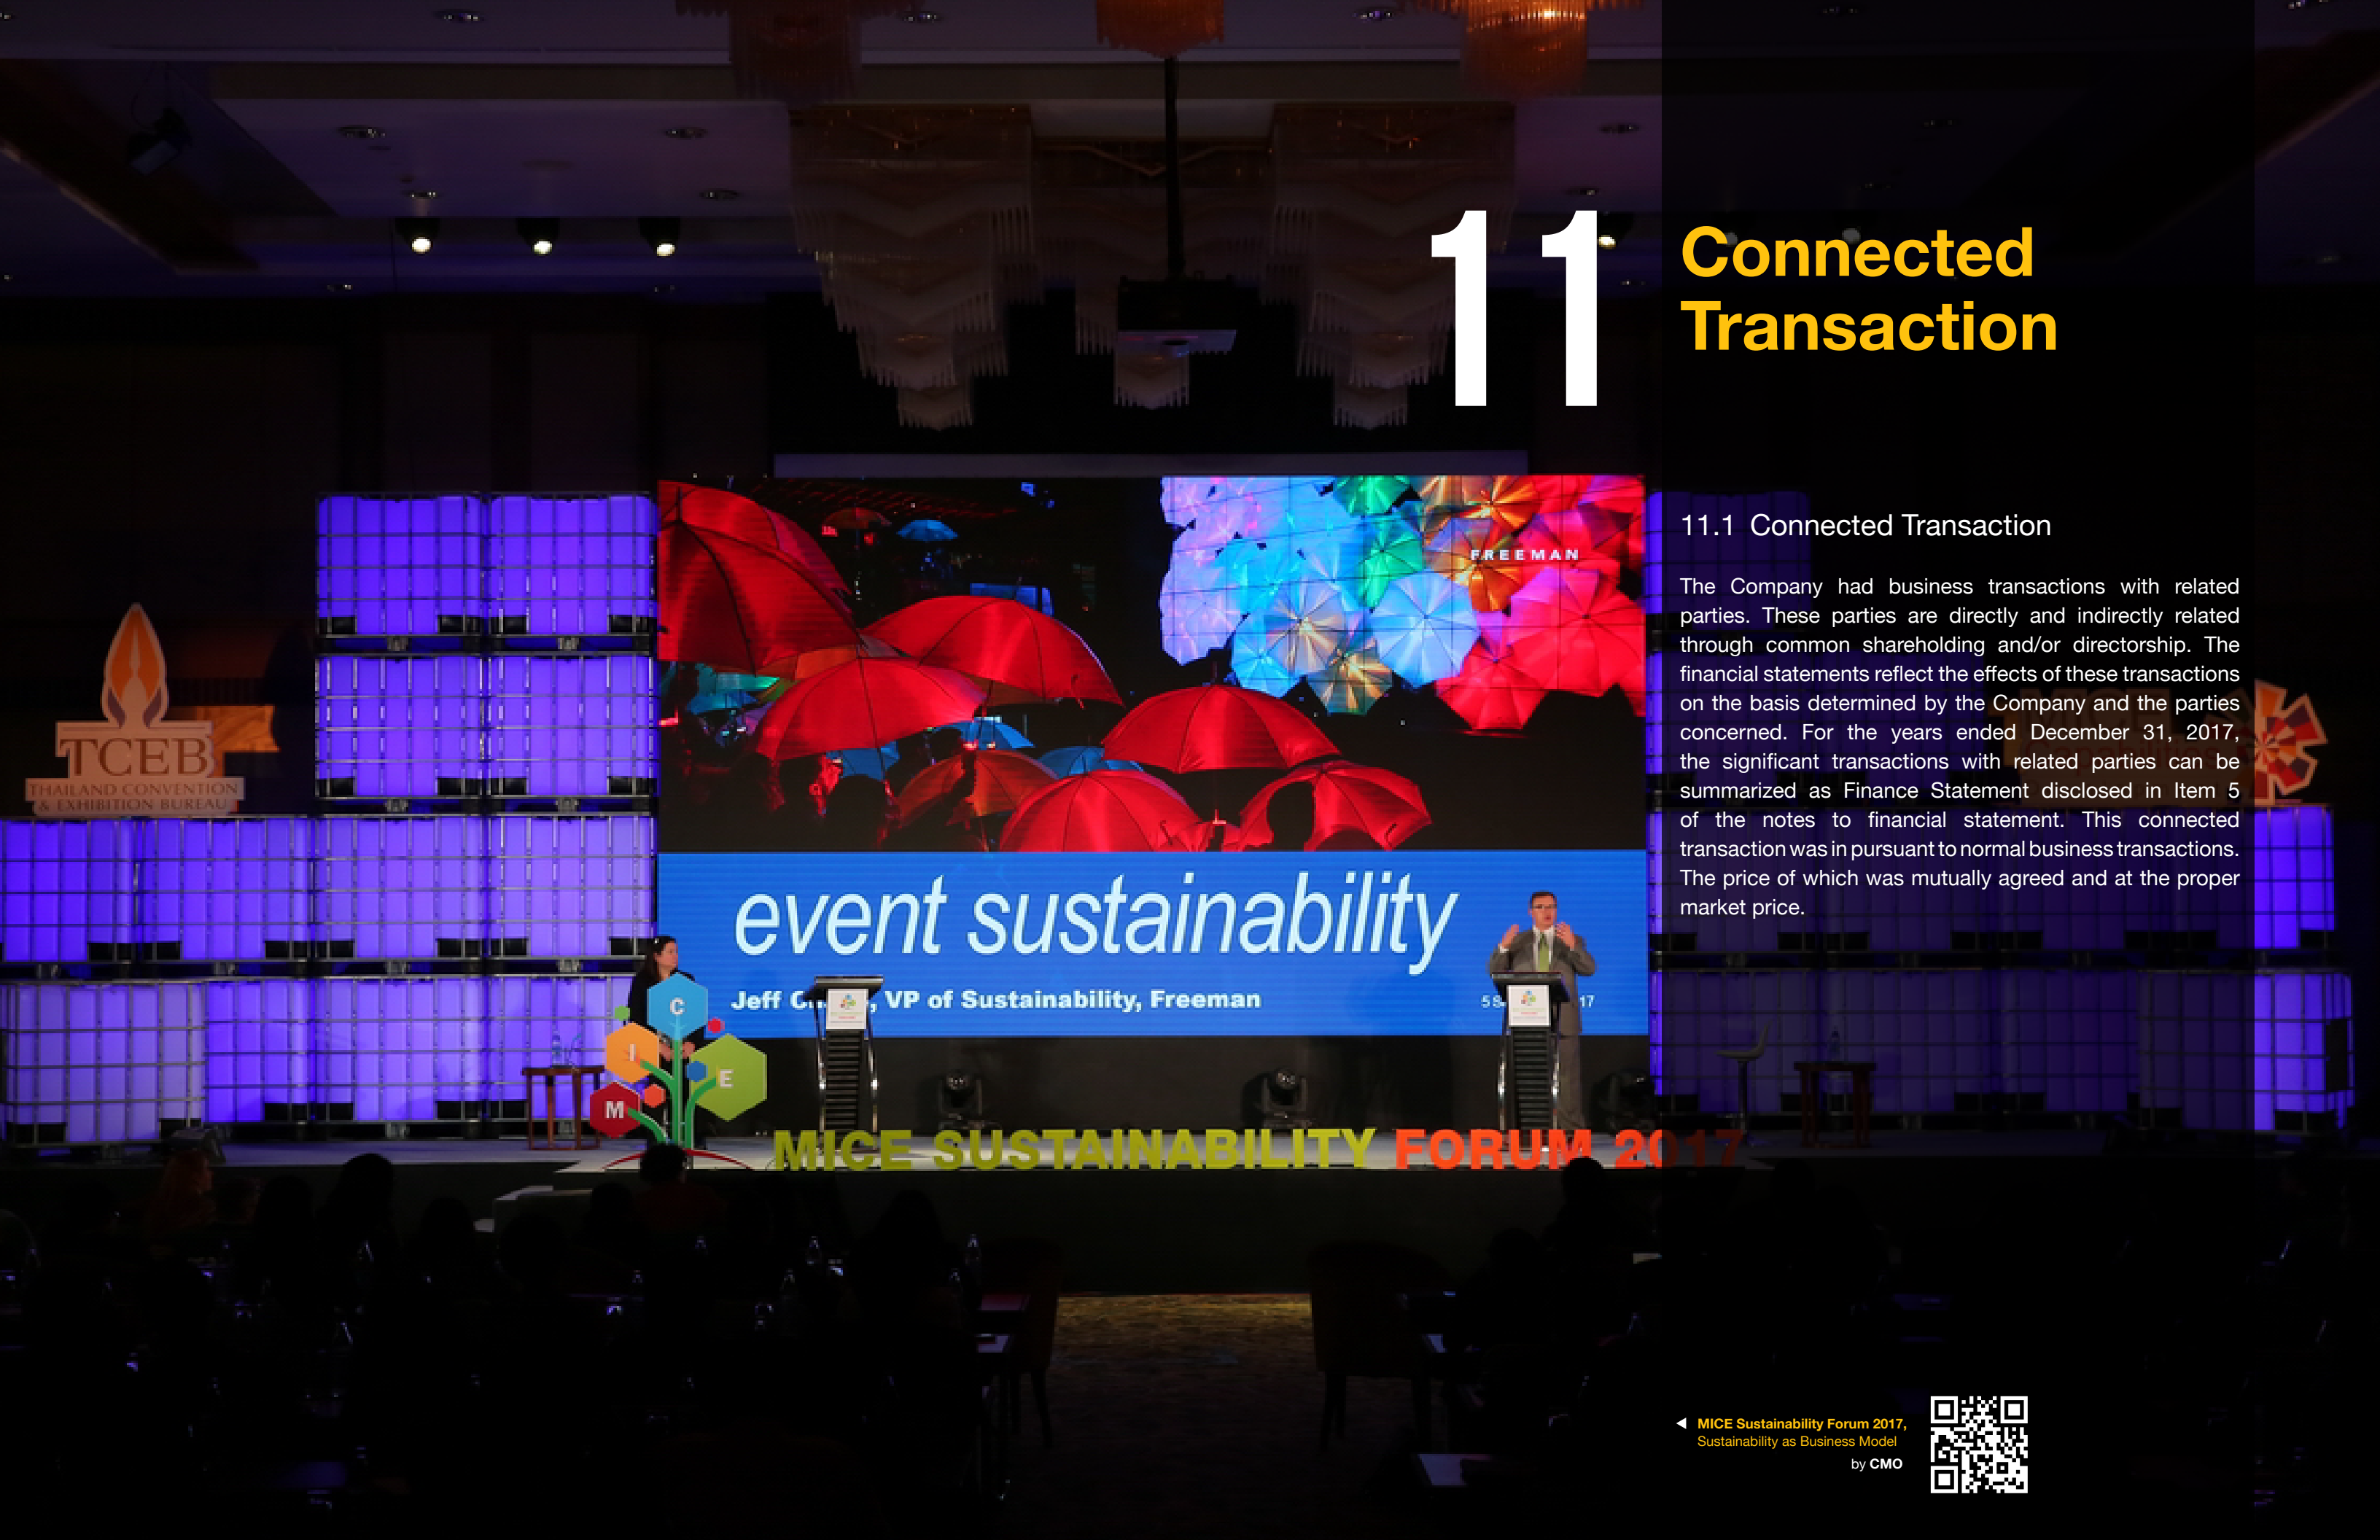 11
Connected
Transaction
11.1 Connected Transaction
The Company had business transactions with related
parties. These parties are directly and indirectly related
through common shareholding and/or directorship. The
financial statements reflect the effects of these transactions
on the basis determined by the Company and the parties
concerned. For the years ended December 31, 2017,
the significant transactions with related parties can be
summarized as Finance Statement disclosed in Item 5
of the notes to financial statement. This connected
transaction was in pursuant to normal business transactions.
The price of which was mutually agreed and at the proper
market price.
FREEMAN
TCEB
THAILAND CONVENTION
& EXHIBITION BUREAU
event sustainability
Jeff , VP of Sustainability, Freeman
5 17
C
I
E
M
MICE SUSTAINABILITY FORUM 2017
MICE Sustainability Forum 2017,
Sustainability as Business Model
by CMO